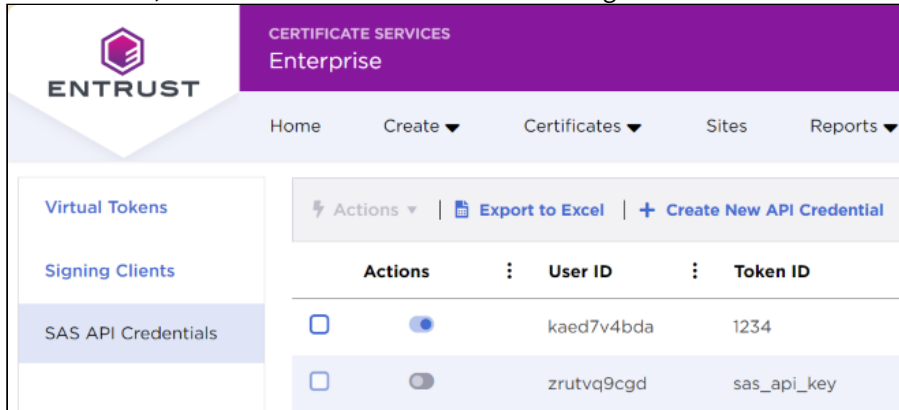 CERTIFICATE SERVICES
Enterprise
ENTRUST
Home Create Certificates Sites Reports
Virtual Tokens
Signing Clients
SAS API Credentials
Actions | Export to Excel | + Create New API Credential
Actions User ID Token ID
kaed7v4bda 1234
zrutvq9cgd sas_api_key